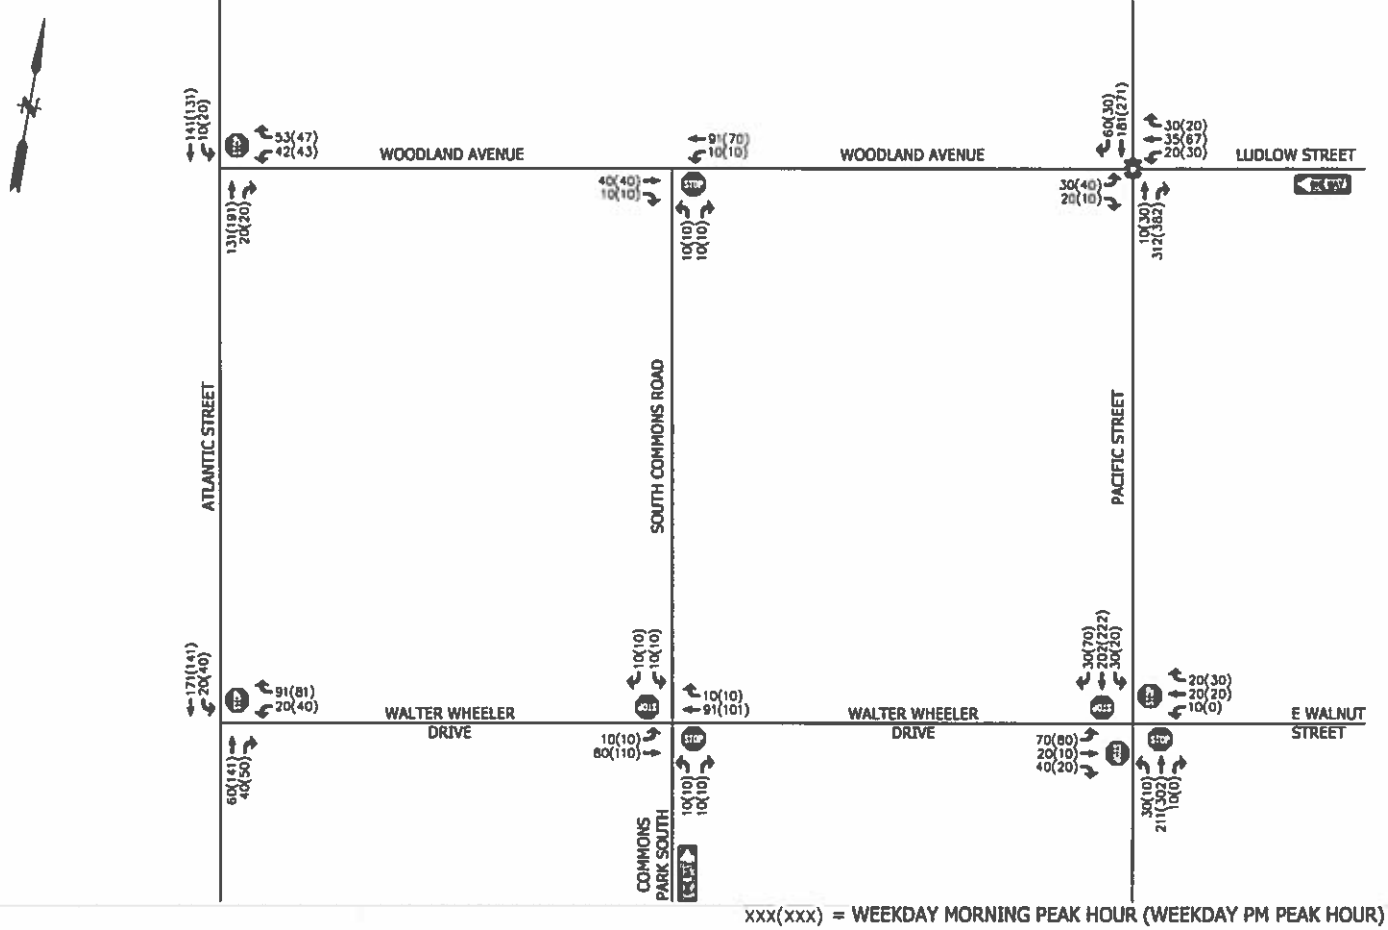 N
141(131)
10(20)
53(47)
42(43)
131(191)
20(20)
WOODLAND AVENUE
91(70)
10(10)
40(40)
10(10)
STOP
10(10)
10(10)
WOODLAND AVENUE
60(30)
181(271)
30(20)
35(67)
20(30)
LUDLOW STREET
30(40)
20(10)
10(30)
312(382)
ATLANTIC STREET
SOUTH COMMONS ROAD
PACIFIC STREET
171(141)
20(40)
91(81)
20(40)
60(141)
40(50)
WALTER WHEELER
DRIVE
10(10)
10(10)
STOP
10(10)
91(101)
10(10)
80(110)
STOP
10(10)
10(10)
COMMONS
PARK SOUTH
WALTER WHEELER
DRIVE
30(70)
202(222)
30(20)
STOP
20(30)
20(20)
10(0)
E WALNUT
STREET
70(80)
20(10)
40(20)
STOP
30(10)
211(302)
10(0)
xxx(xxx) = WEEKDAY MORNING PEAK HOUR (WEEKDAY PM PEAK HOUR)